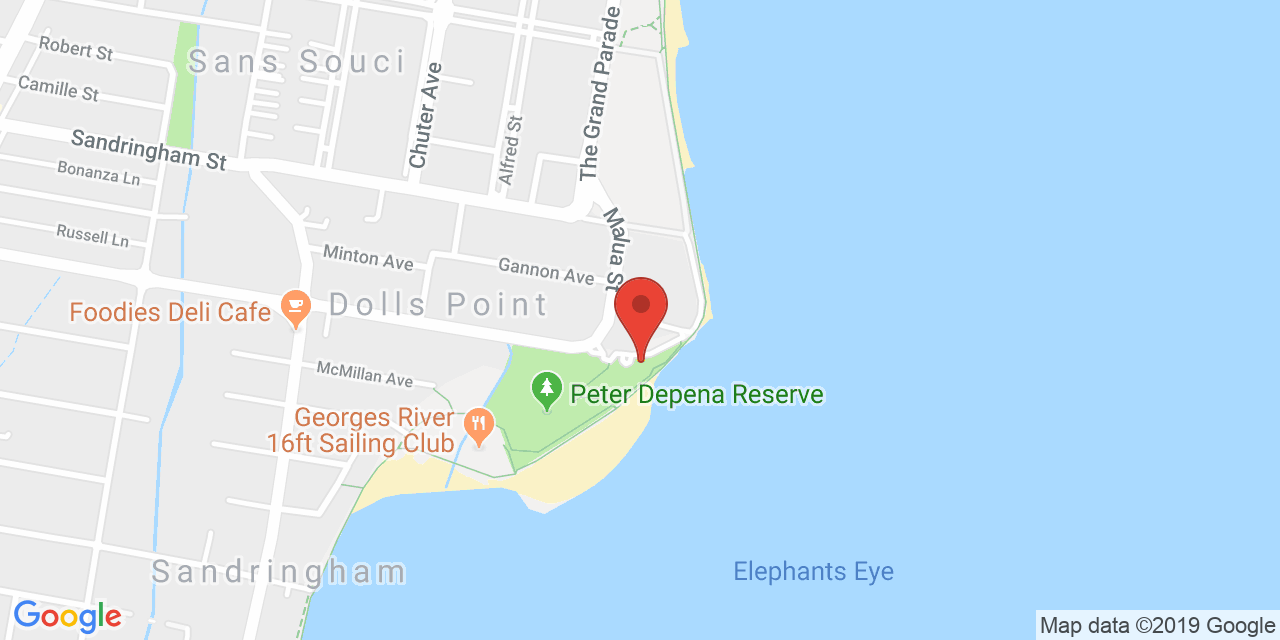 Robert St
Sans Souci
The Grand Parade
Camille St
Chuter Ave
Sandringham St
Alfred St
Bonanza Ln
Malua St
Russell Ln
Minton Ave
Gannon Ave
Foodies Deli Cafe
Dolls Point
McMillan Ave
Peter Depena Reserve
Georges River
16ft Sailing Club
Sandringham
Elephants Eye
Google
Map data ©2019 Google